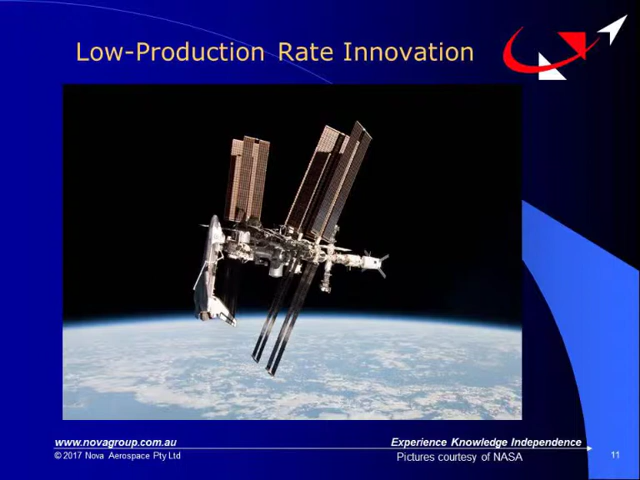 Low-Production Rate Innovation
www.novagroup.com.au
Experience Knowledge Independence
© 2017 Nova Aerospace Pty Ltd
Pictures courtesy of NASA
11